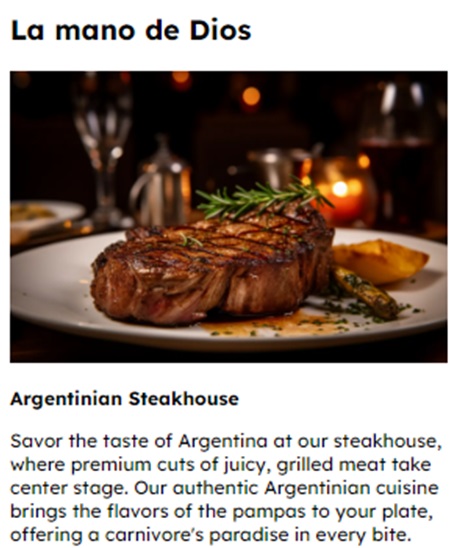 La mano de Dios
Argentinian Steakhouse
Savor the taste of Argentina at our steakhouse,
where premium cuts of juicy, grilled meat take
center stage. Our authentic Argentinian cuisine
brings the flavors of the pampas to your plate,
offering a carnivore's paradise in every bite.